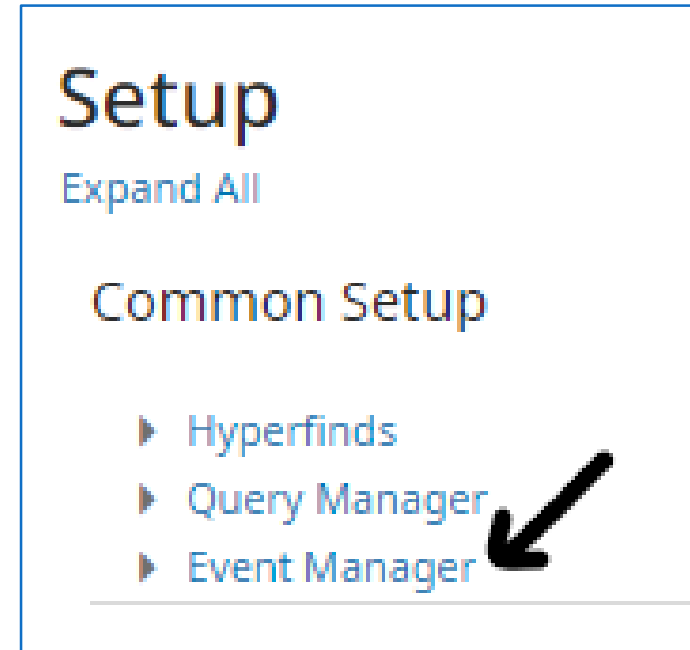 Setup
Expand All
Common Setup
Hyperfinds
Query Manager
Event Manager